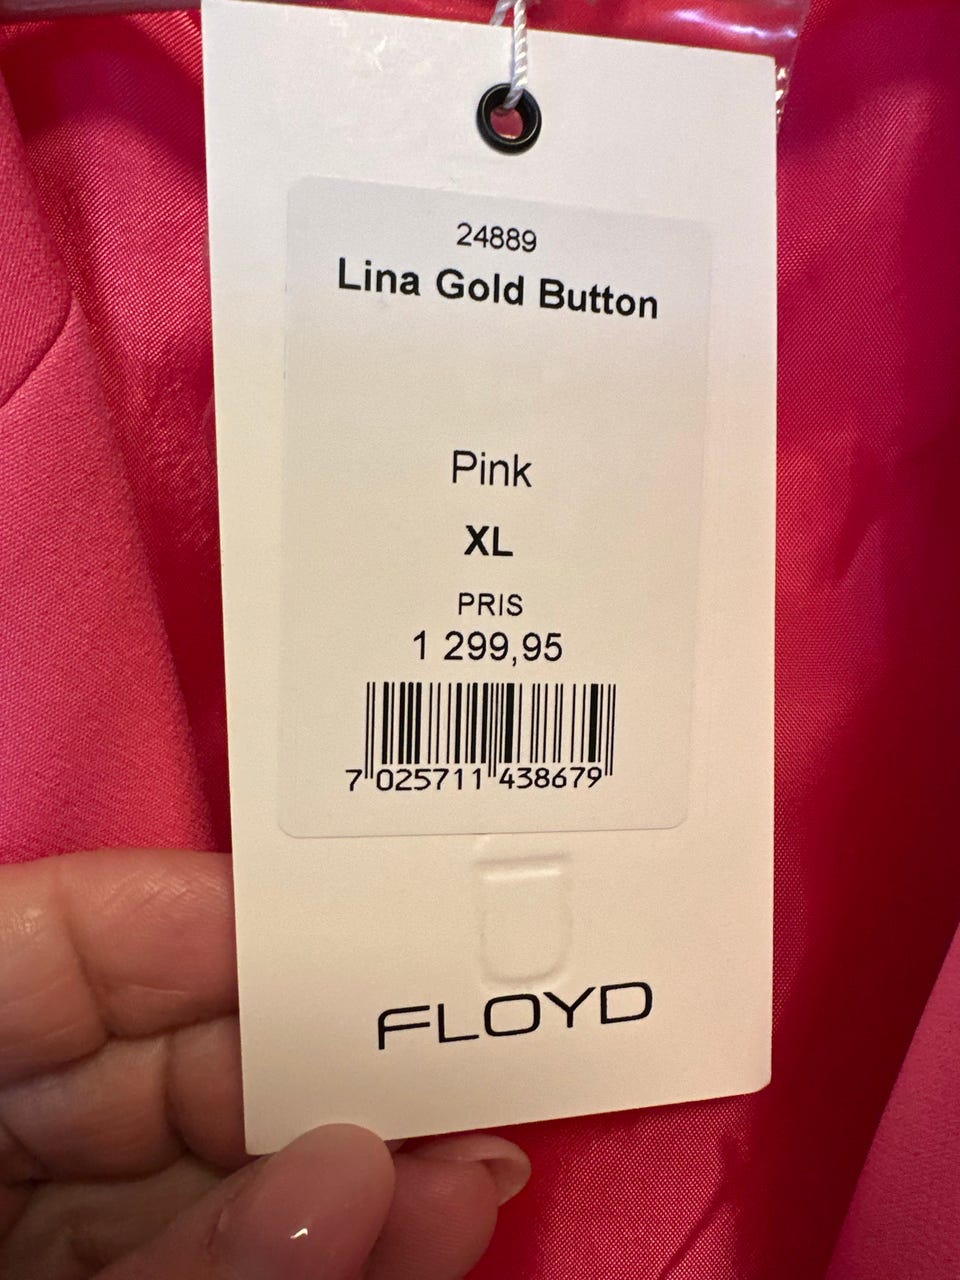 24889
Lina Gold Button
Pink
XL
PRIS
1 299,95
7 025711 438679
FLOYD